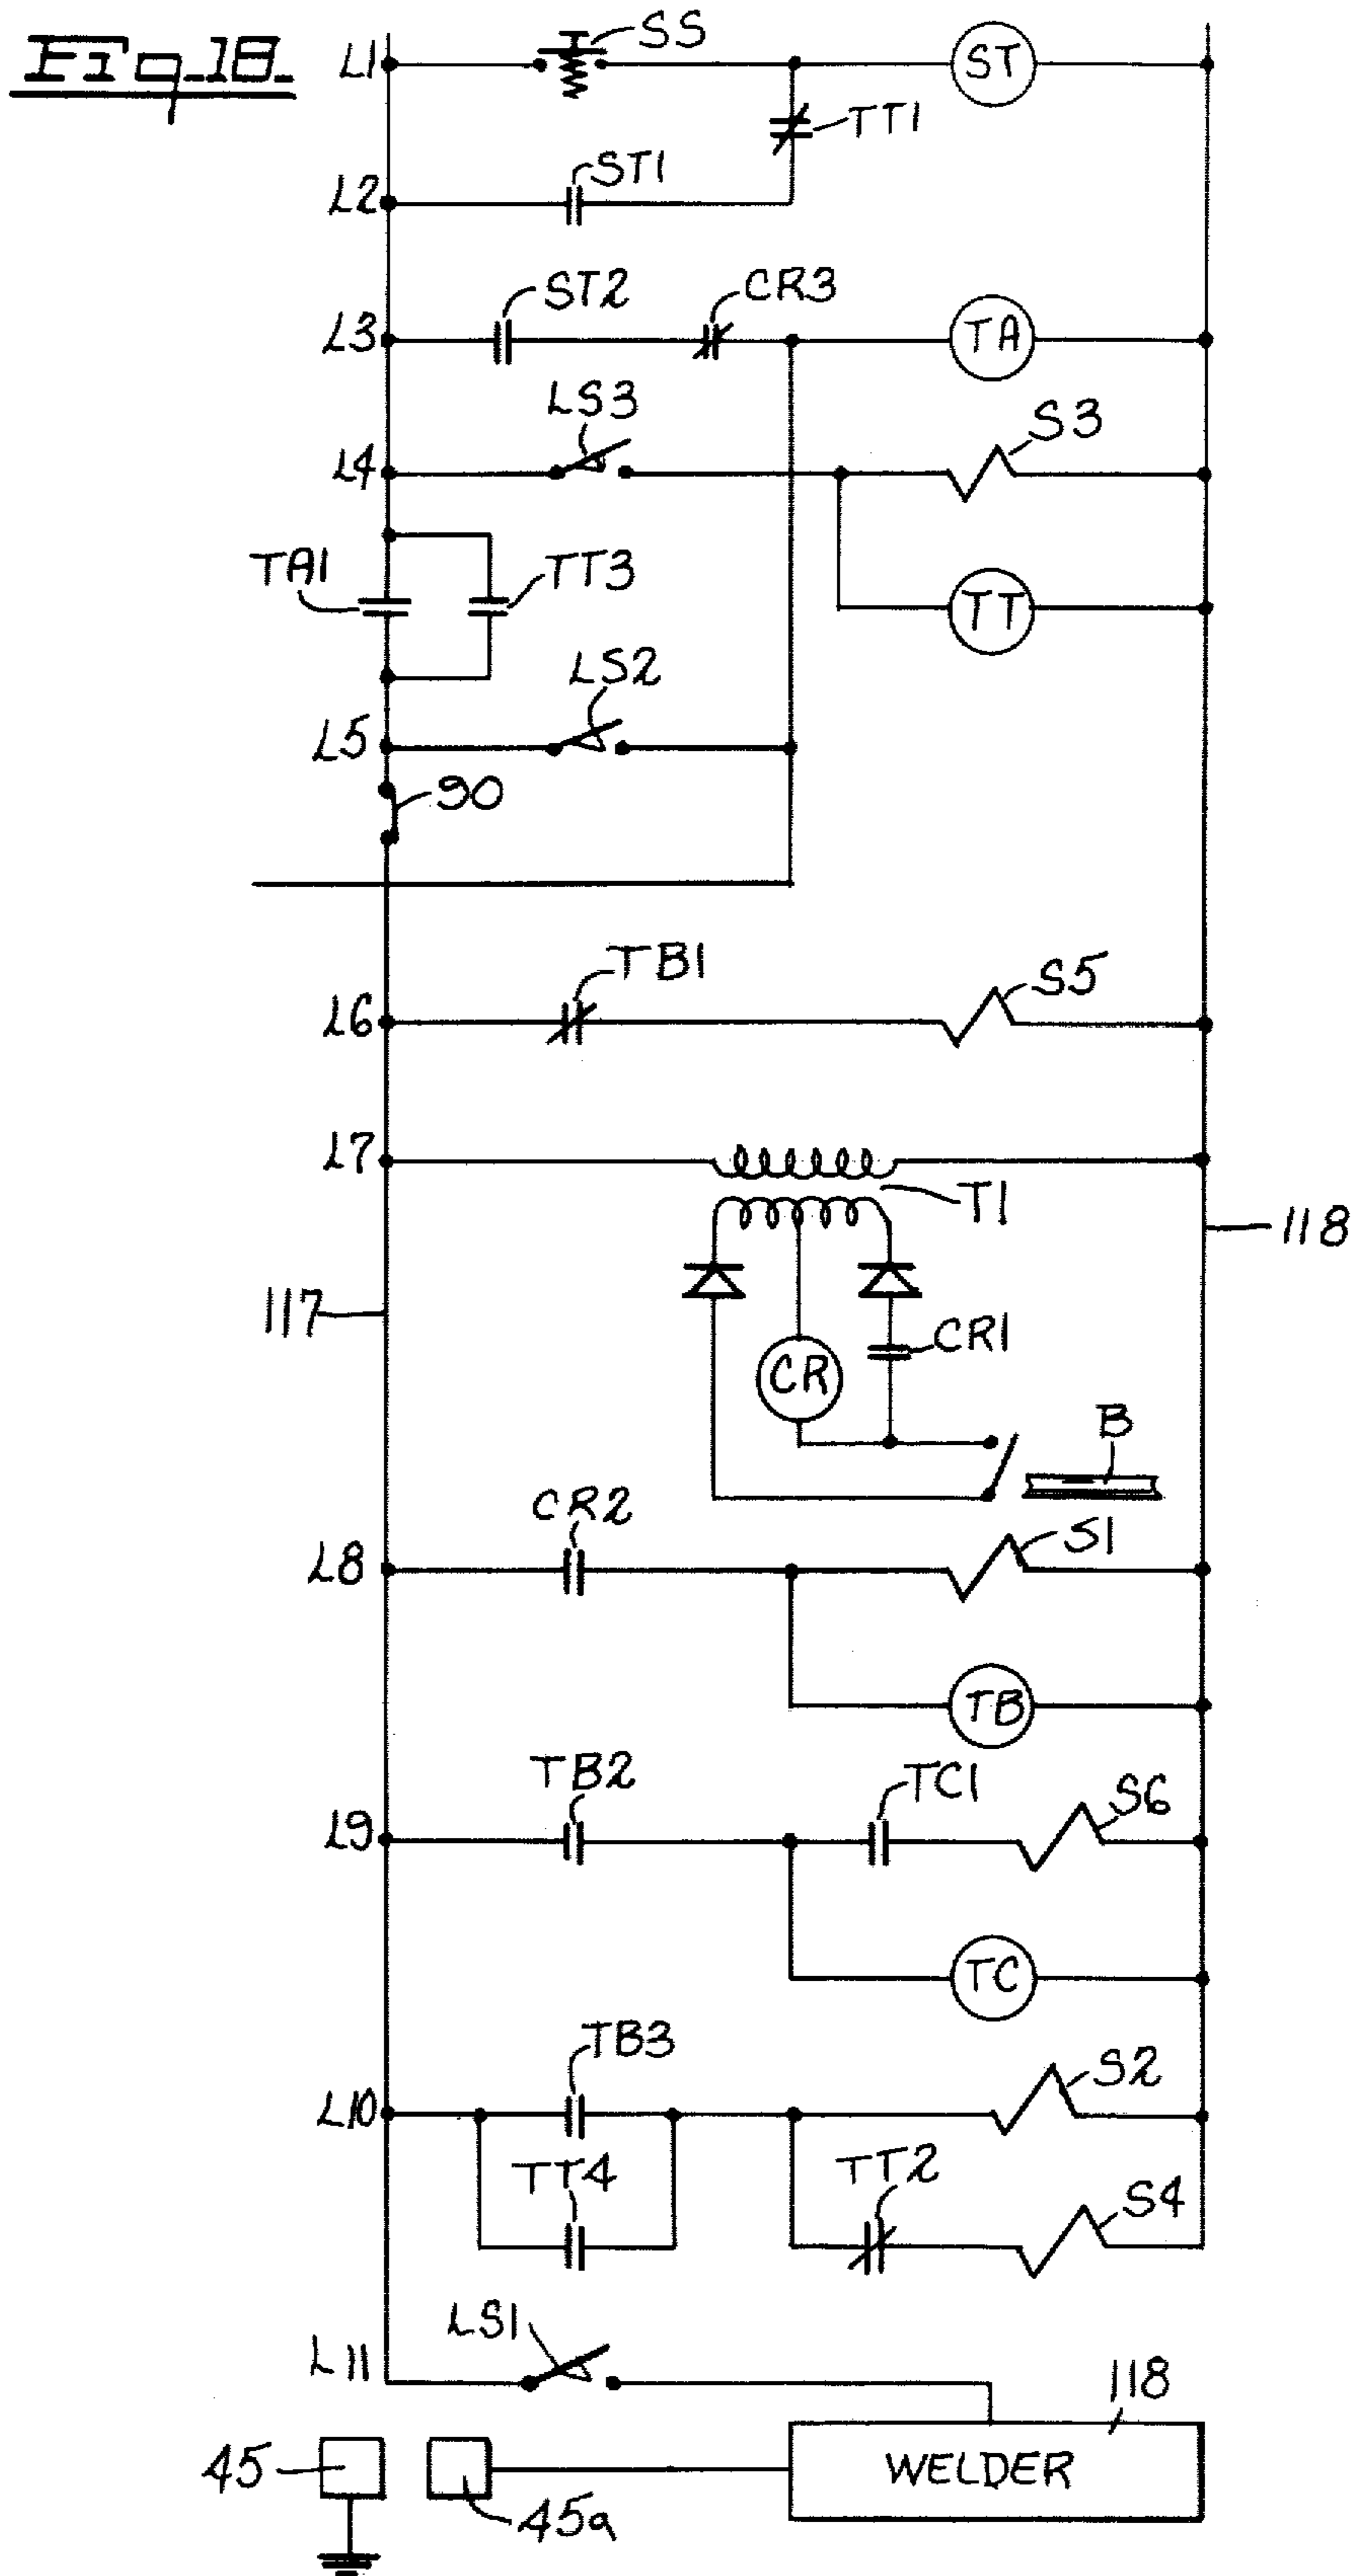 Fig. 18.
L1 SS ST
TT1
L2 ST1
L3 ST2 CR3 TA
L4 LS3 S3
TA1 TT3 TT
L5 LS2
90
L6 TB1 S5
L7
T1
118
117
CR1
CR
B
L8 CR2 S1
TB
L9 TB2 TC1 S6
TC
L10 TB3 S2
TT4 TT2 S4
L11 LS1
118
45 WELDER
45a